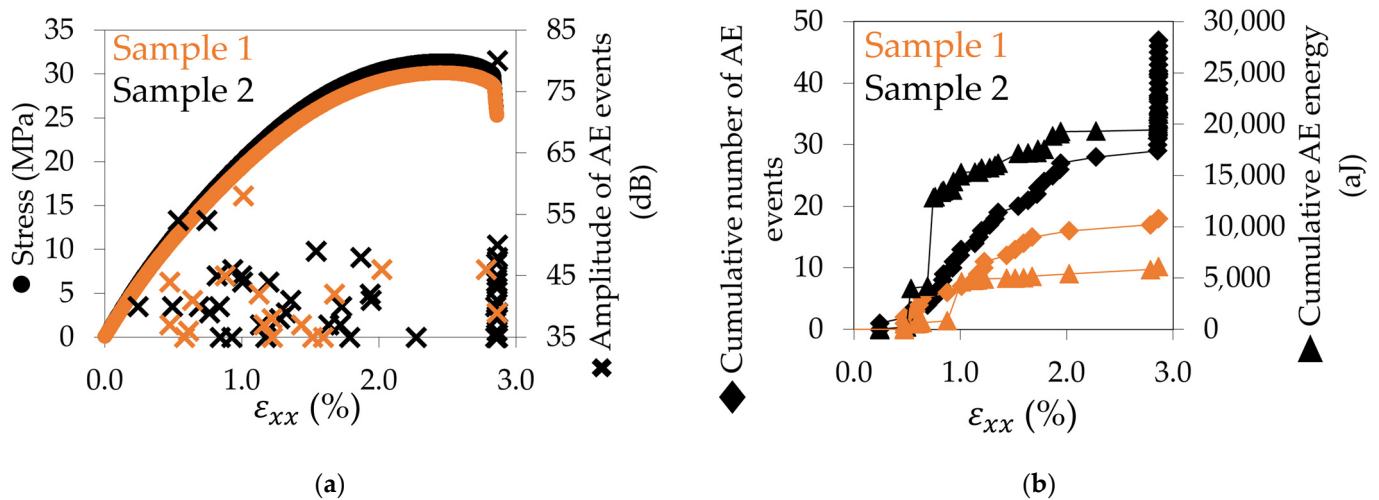 Sample 1
Sample 2
35
30
25
20
15
10
5
0
Stress (MPa)
85
75
65
55
45
35
Amplitude of AE events
(dB)
0.0
1.0
2.0
3.0
εxx (%)
(a)
Sample 1
Sample 2
50
40
30
20
10
0
Cumulative number of AE
events
30,000
25,000
20,000
15,000
10,000
5,000
0
Cumulative AE energy
(aJ)
0.0
1.0
2.0
3.0
εxx (%)
(b)